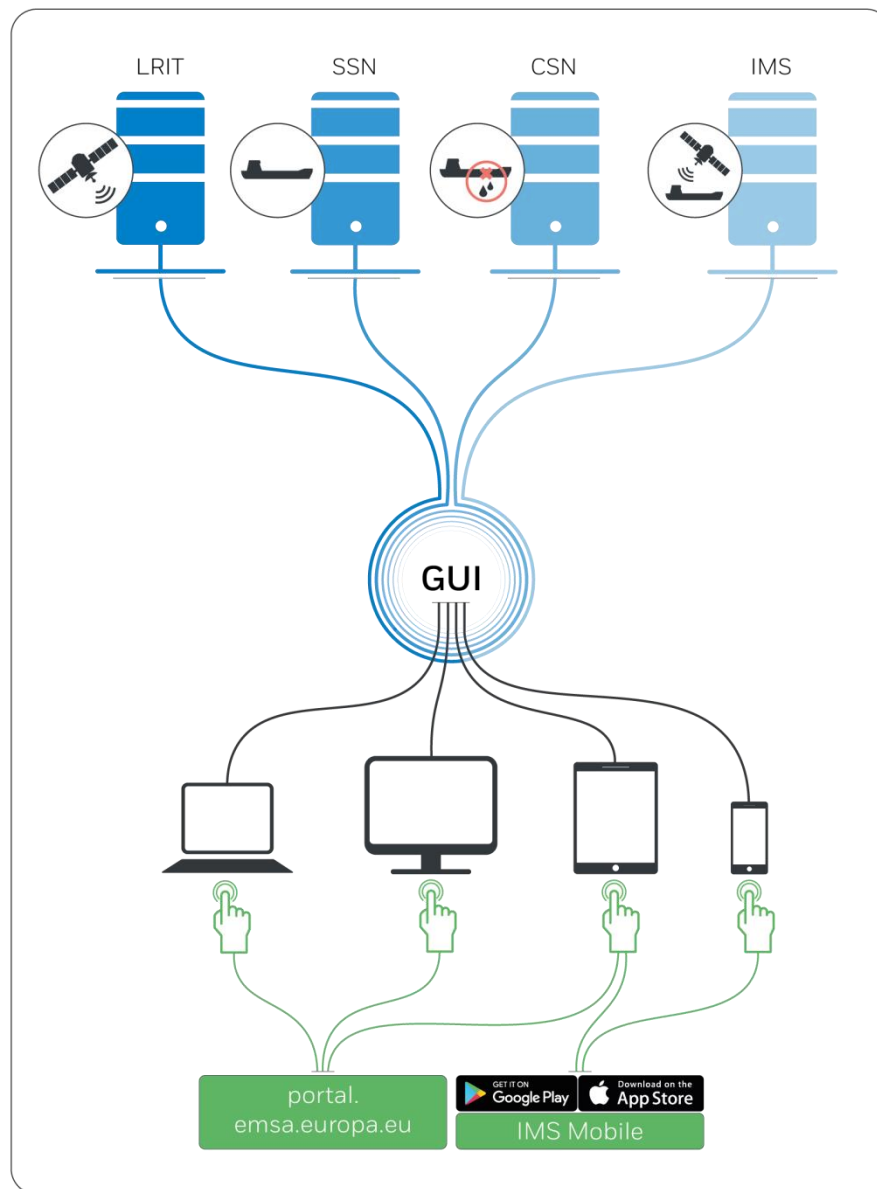 LRIT
SSN
CSN
IMS
GUI
portal.
emsa.europa.eu
GET IT ON
Google Play
Download on the
App Store
IMS Mobile